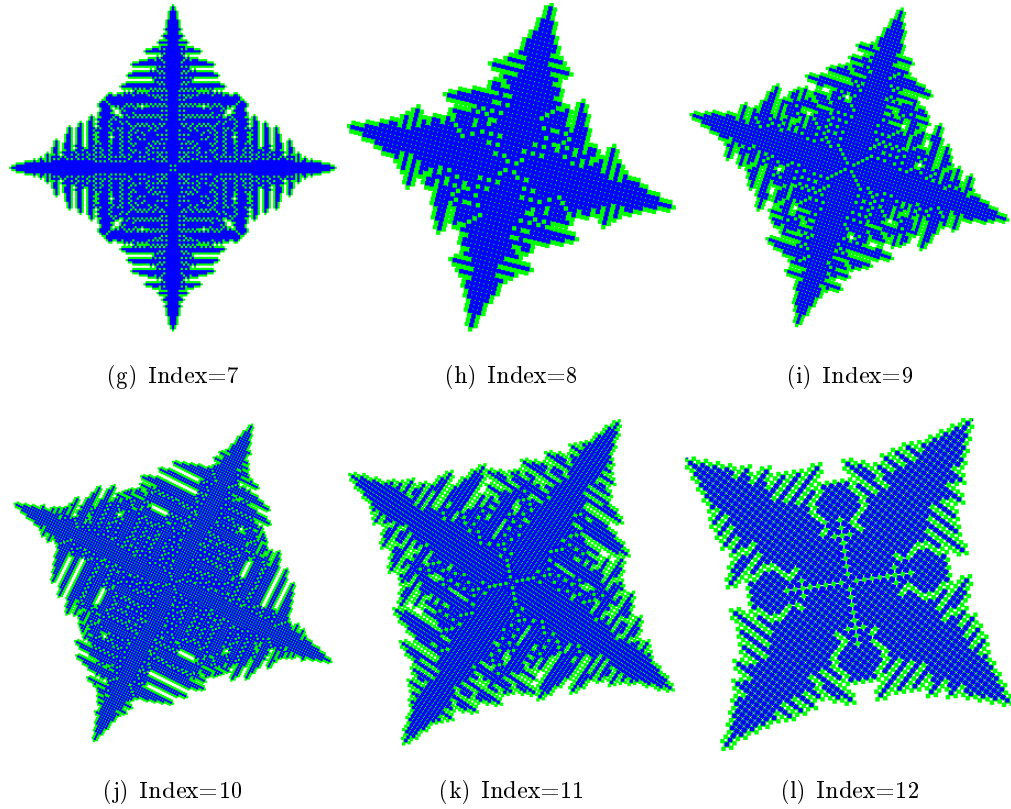 (g) Index=7
(h) Index=8
(i) Index=9
(j) Index=10
(k) Index=11
(l) Index=12